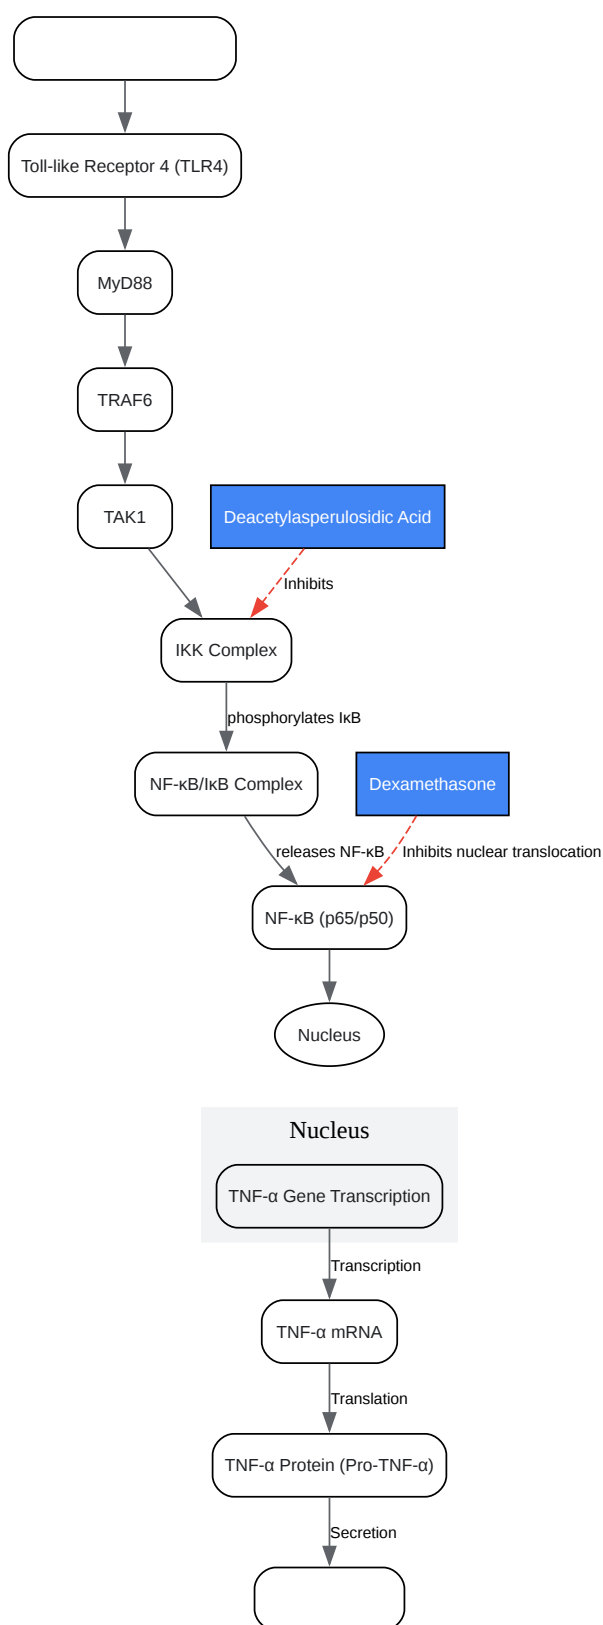 Toll-like Receptor 4 (TLR4)
MyD88
TRAF6
TAK1
Deacetylasperulosidic Acid
Inhibits
IKK Complex
phosphorylates IκB
NF-κB/IκB Complex
Dexamethasone
releases NF-κB
Inhibits nuclear translocation
NF-κB (p65/p50)
Nucleus
Nucleus
TNF-α Gene Transcription
Transcription
TNF-α mRNA
Translation
TNF-α Protein (Pro-TNF-α)
Secretion